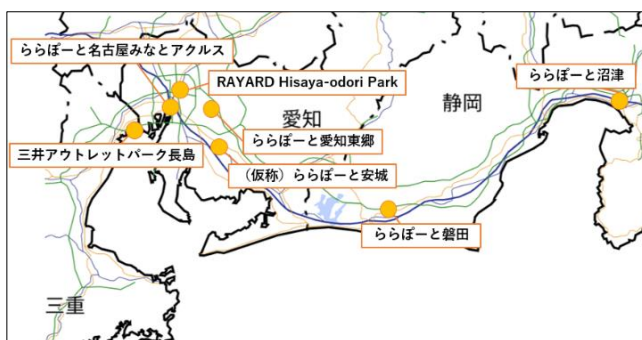 ららぽーと名古屋みなとアクルス
RAYARD Hisaya-odori Park
静岡
ららぽーと沼津
愛知
ららぽーと愛知東郷
三井アウトレットパーク長島
（仮称）ららぽーと安城
ららぽーと磐田
三重